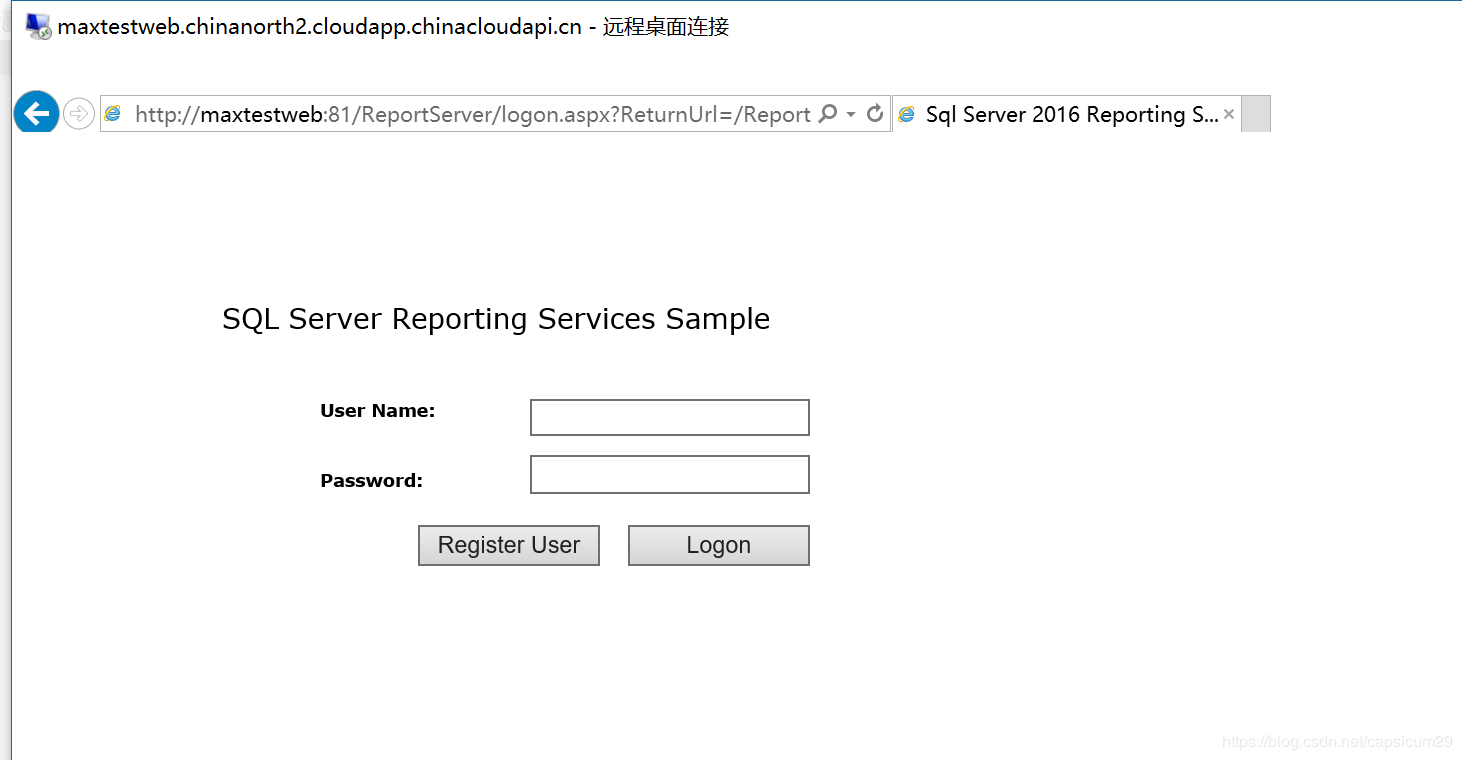 maxtestweb.chinanorth2.cloudapp.chinacloudapi.cn - 远程桌面连接
http://maxtestweb:81/ReportServer/logon.aspx?ReturnUrl=/Report Sql Server 2016 Reporting S...
SQL Server Reporting Services Sample
User Name:
Password:
Register User Logon
https://blog.csdn.net/capsicum29